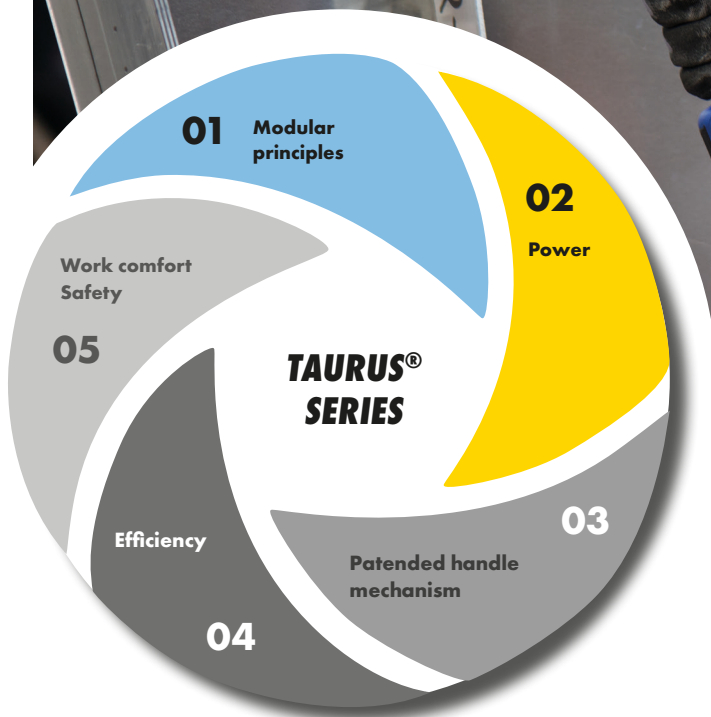 01 Modular
principles
02
Power
03
Patended handle
mechanism
04
Efficiency
05
Work comfort
Safety
TAURUS®
SERIES